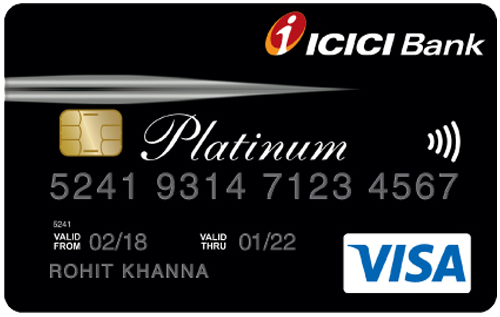 ICICI Bank
Platinum
5241 9314 7123 4567
5241
VALID FROM 02/18 VALID THRU 01/22
ROHIT KHANNA
VISA